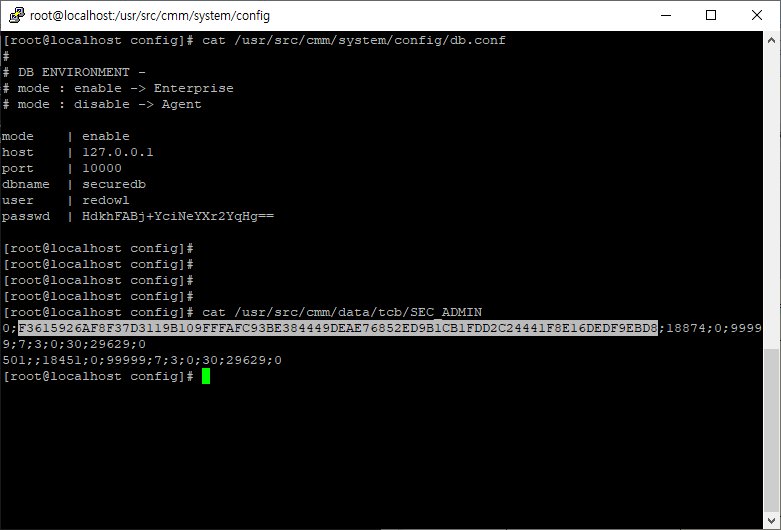 root@localhost:/usr/src/cmm/system/config
[root@localhost config]# cat /usr/src/cmm/system/config/db.conf
#
# DB ENVIRONMENT -
# mode : enable -> Enterprise
# mode : disable -> Agent
mode    | enable
host    | 127.0.0.1
port    | 10000
dbname  | securedb
user    | redowl
passwd  | HdkhFABj+YciNeYXr2YqHg==
[root@localhost config]#
[root@localhost config]#
[root@localhost config]#
[root@localhost config]#
[root@localhost config]# cat /usr/src/cmm/data/tcb/SEC_ADMIN
0;F3615926AF8F37D3119B109FFFAFC93BE384449DEAE76852ED9B1CB1FDD2C24441F8E16DEDF9EBD8;18874;0;9999
9;7;3;0;30;29629;0
501;;18451;0;99999;7;3;0;30;29629;0
[root@localhost config]#